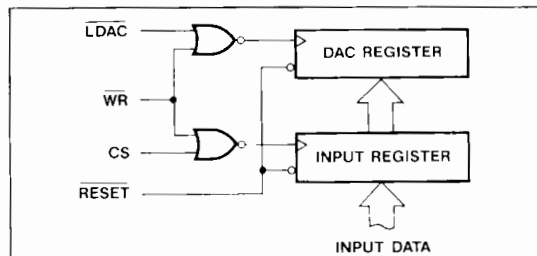 LDAC
DAC REGISTER
WR
CS
INPUT REGISTER
RESET
INPUT DATA